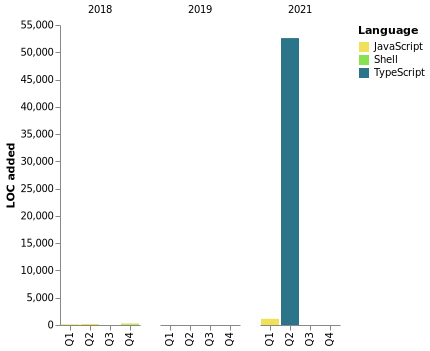 2018 2019 2021
Language
JavaScript
Shell
TypeScript
LOC added
55,000
50,000
45,000
40,000
35,000
30,000
25,000
20,000
15,000
10,000
5,000
0
Q1 Q2 Q3 Q4 Q1 Q2 Q3 Q4 Q1 Q2 Q3 Q4